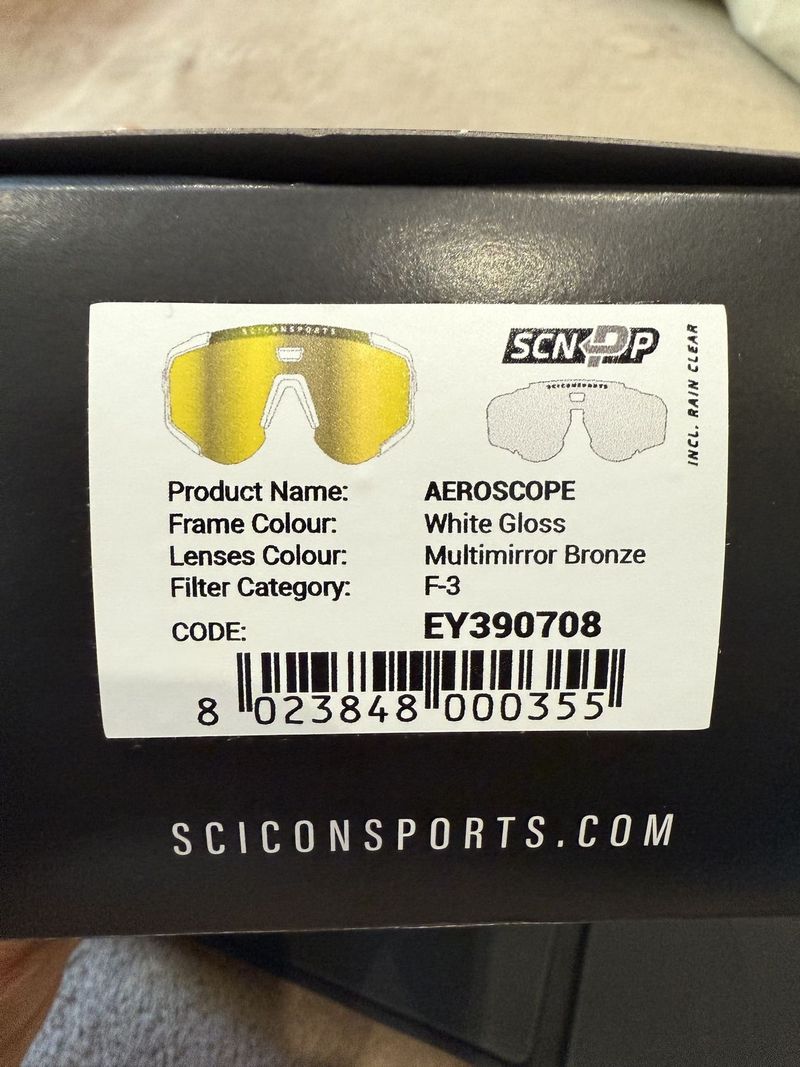 SCICONSPORTS
SCN PP
SCICONSPORTS
INCL. RAIN CLEAR
Product Name: AEROSCOPE
Frame Colour: White Gloss
Lenses Colour: Multimirror Bronze
Filter Category: F-3
CODE: EY390708
8 023848 000355
SCICONSPORTS.COM